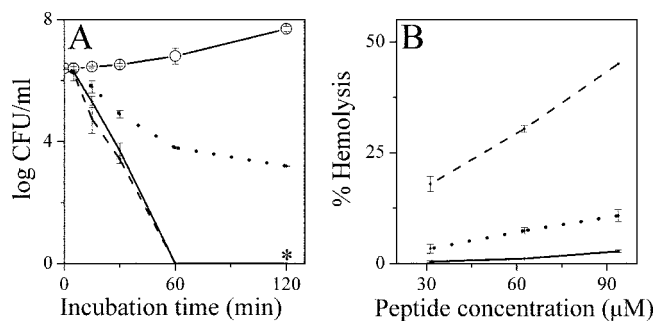 A
8
4
0
log CFU/ml
*
0
60
120
Incubation time (min)
B
50
25
0
% Hemolysis
30
60
90
Peptide concentration (μM)